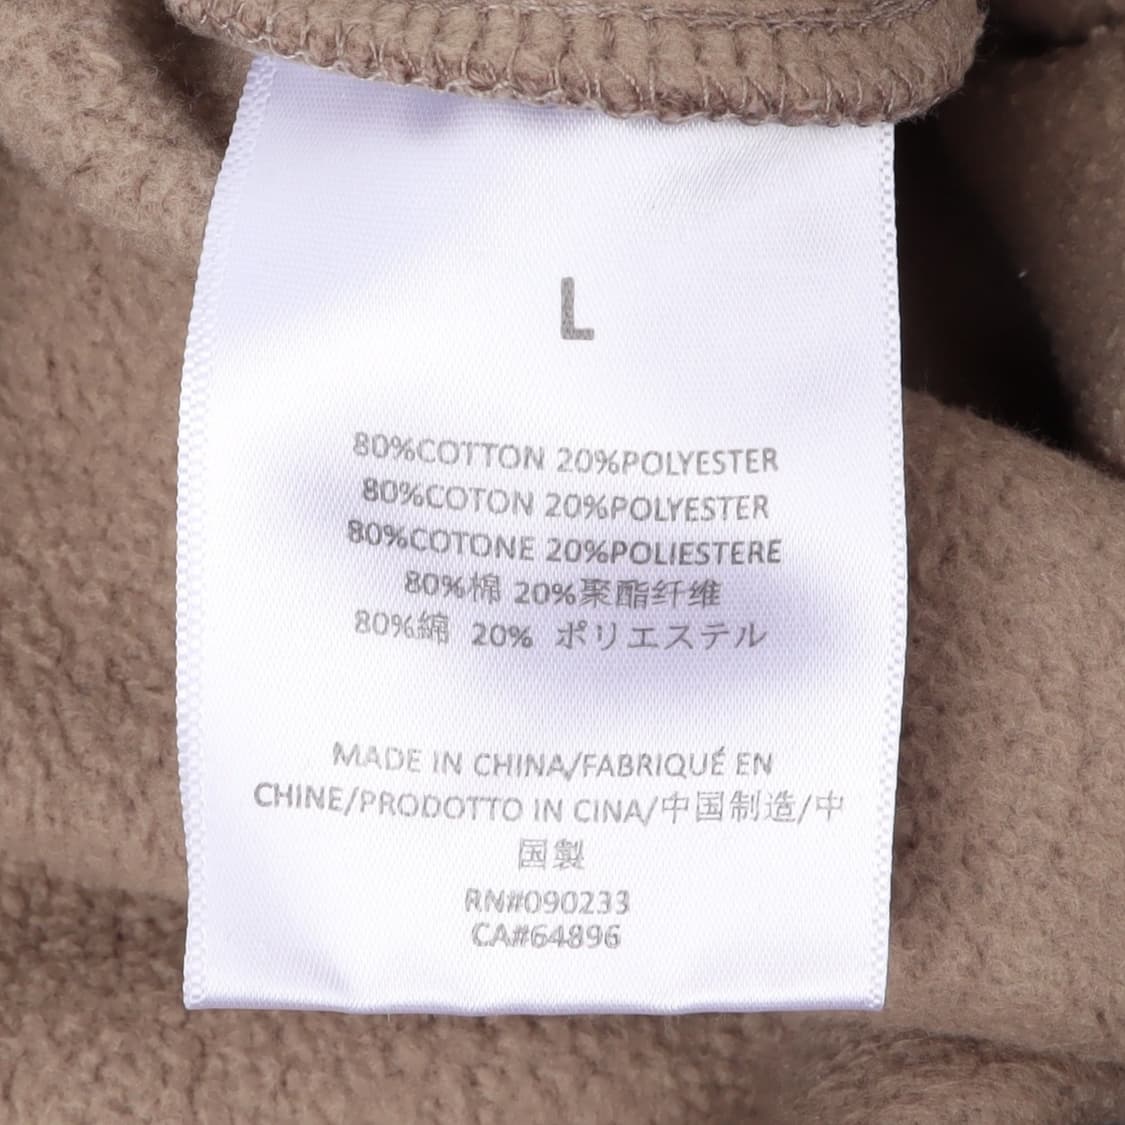 L
80%COTTON 20%POLYESTER
80%COTON 20%POLYESTER
80%COTONE 20%POLIESTERE
80%棉 20%聚酯纤维
80%綿 20% ポリエステル
MADE IN CHINA/FABRIQUÉ EN
CHINE/PRODOTTO IN CINA/中国制造/中
国製
RN#090233
CA#64896